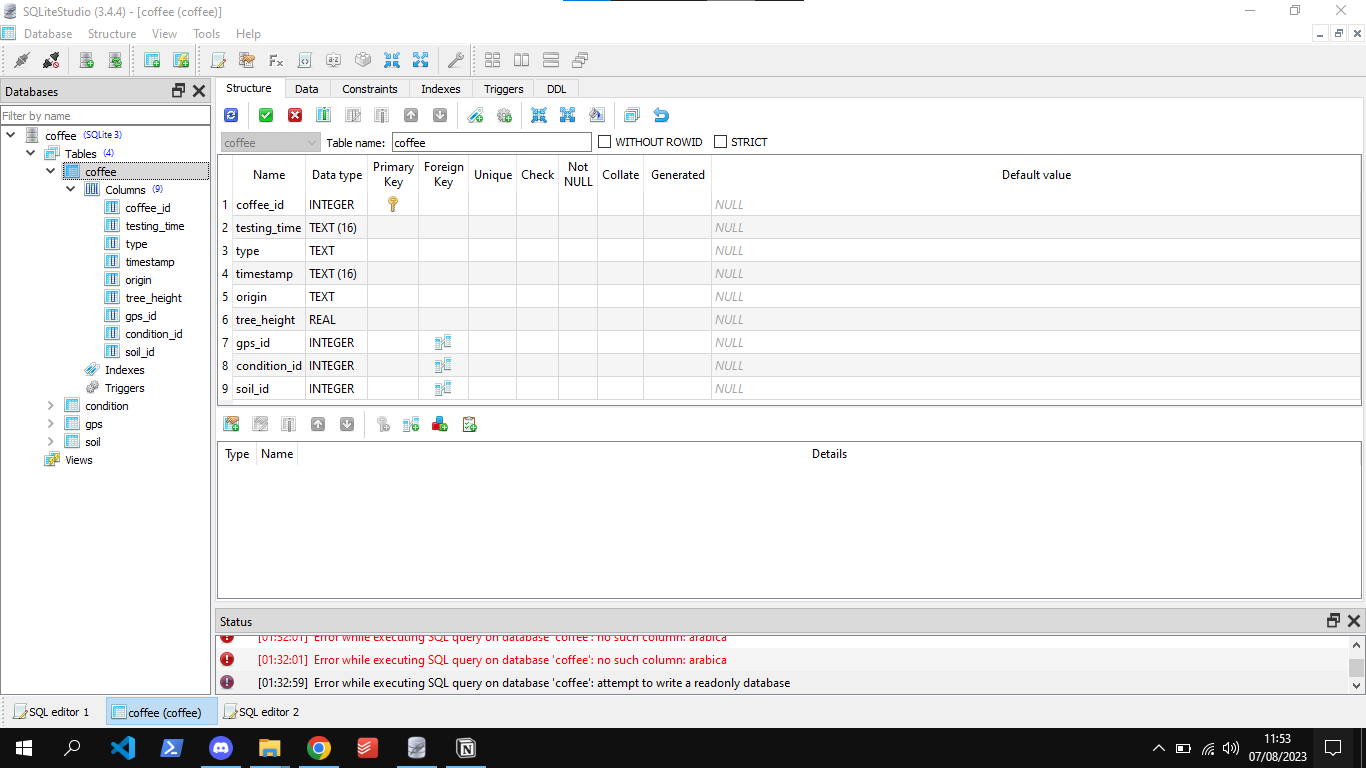 SQLiteStudio (3.4.4) - [coffee (coffee)]
Database Structure View Tools Help
Databases
Filter by name
coffee (SQLite 3)
Tables (4)
coffee
Columns (9)
coffee_id
testing_time
type
timestamp
origin
tree_height
gps_id
condition_id
soil_id
Indexes
Triggers
condition
gps
soil
Views
Structure Data Constraints Indexes Triggers DDL
coffee Table name: coffee WITHOUT ROWID STRICT
Name Data type Primary Key Foreign Key Unique Check Not NULL Collate Generated Default value
1 coffee_id INTEGER NULL
2 testing_time TEXT (16) NULL
3 type TEXT NULL
4 timestamp TEXT (16) NULL
5 origin TEXT NULL
6 tree_height REAL NULL
7 gps_id INTEGER NULL
8 condition_id INTEGER NULL
9 soil_id INTEGER NULL
Type Name Details
Status
[01:32:01] Error while executing SQL query on database 'coffee': no such column: arabica
[01:32:01] Error while executing SQL query on database 'coffee': no such column: arabica
[01:32:59] Error while executing SQL query on database 'coffee': attempt to write a readonly database
SQL editor 1 coffee (coffee) SQL editor 2
11:53
07/08/2023